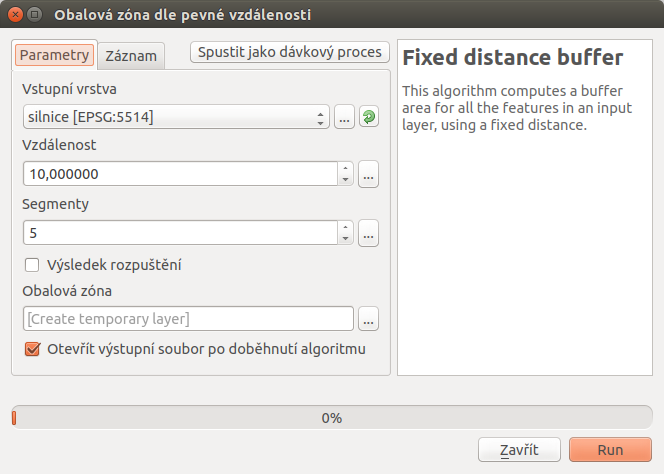 Obalová zóna dle pevné vzdálenosti
Parametry
Záznam
Spustit jako dávkový proces
Vstupní vrstva
silnice [EPSG:5514]
...
Vzdálenost
10,000000
...
Segmenty
5
...
Výsledek rozpuštění
Obalová zóna
[Create temporary layer]
...
Otevřít výstupní soubor po doběhnutí algoritmu
Fixed distance buffer
This algorithm computes a buffer
area for all the features in an input
layer, using a fixed distance.
0%
Zavřít
Run